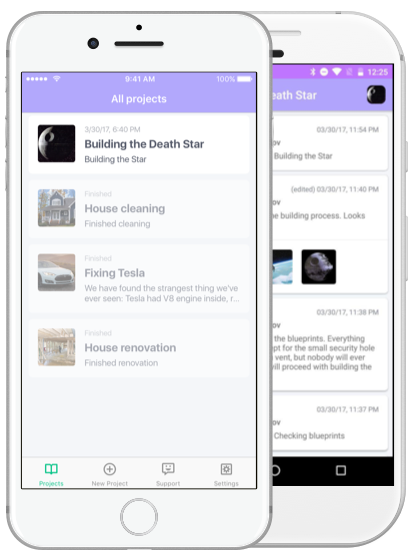 9:41 AM
100%
All projects
3/30/17, 6:40 PM
Building the Death Star
Building the Star
Finished
House cleaning
Finished cleaning
Finished
Fixing Tesla
We have found the strangest thing we've
ever seen: Tesla had V8 engine inside, r...
Finished
House renovation
Finished renovation
Projects
New Project
Support
Settings
12:25
eath Star
03/30/17, 11:54 PM
ov
Building the Star
(edited) 03/30/17, 11:40 PM
ov
e building process. Looks
03/30/17, 11:38 PM
ov
the blueprints. Everything
pt for the small security hole
vent, but nobody will ever
ill proceed with building the
03/30/17, 11:37 PM
ov
Checking blueprints